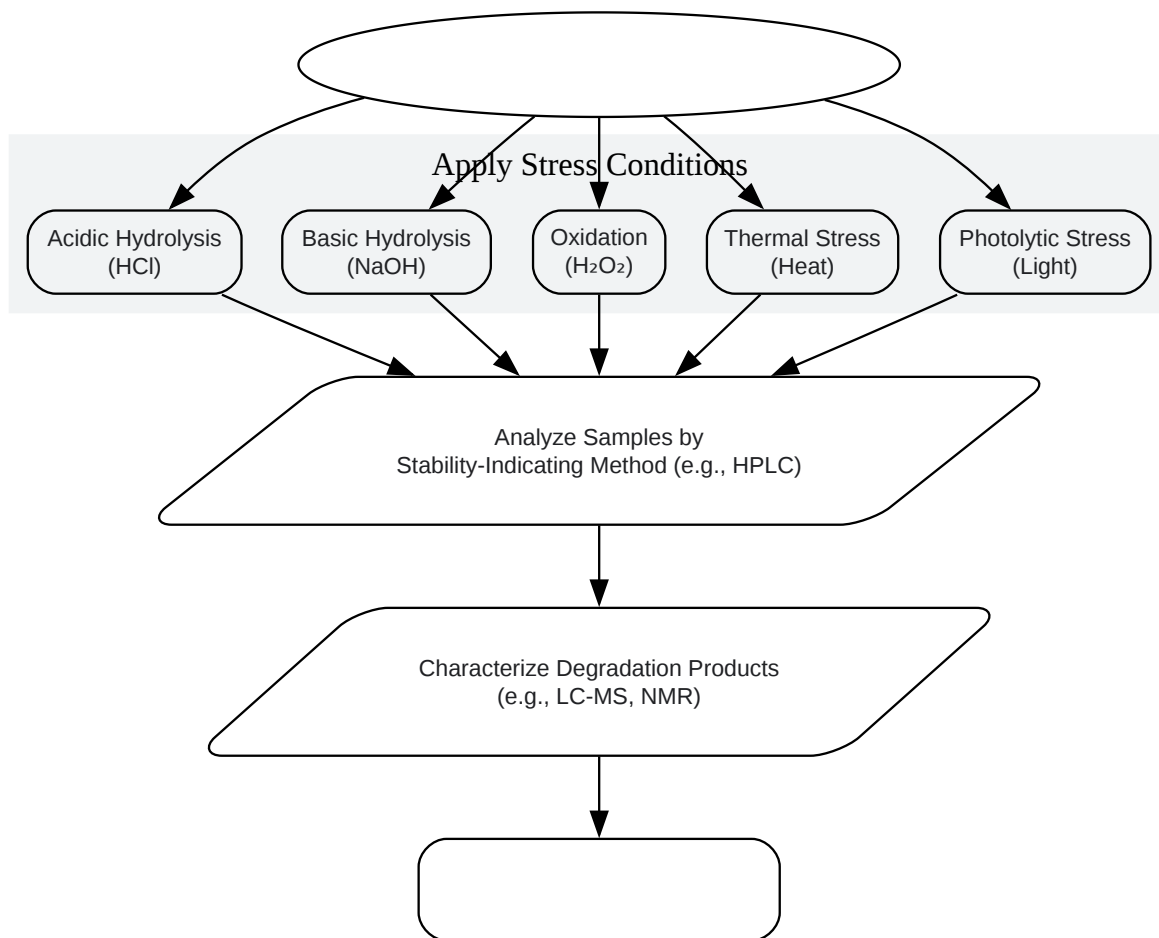 Apply Stress Conditions
Acidic Hydrolysis
(HCl)
Basic Hydrolysis
(NaOH)
Oxidation
(H₂O₂)
Thermal Stress
(Heat)
Photolytic Stress
(Light)
Analyze Samples by
Stability-Indicating Method (e.g., HPLC)
Characterize Degradation Products
(e.g., LC-MS, NMR)